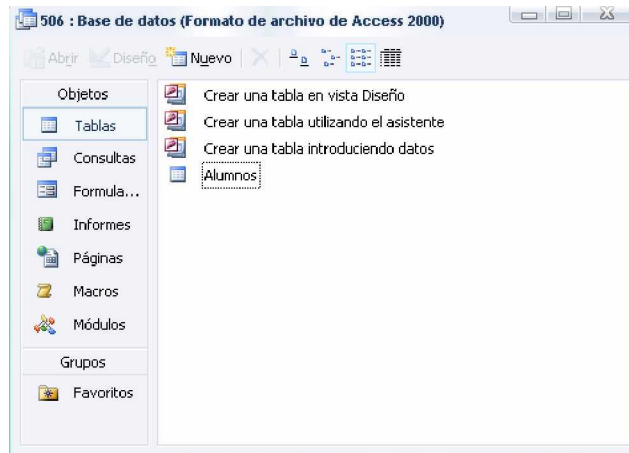 506 : Base de datos (Formato de archivo de Access 2000)
Abrir Diseño Nuevo
Objetos
Tablas
Consultas
Formula...
Informes
Páginas
Macros
Módulos
Grupos
Favoritos
Crear una tabla en vista Diseño
Crear una tabla utilizando el asistente
Crear una tabla introduciendo datos
Alumnos